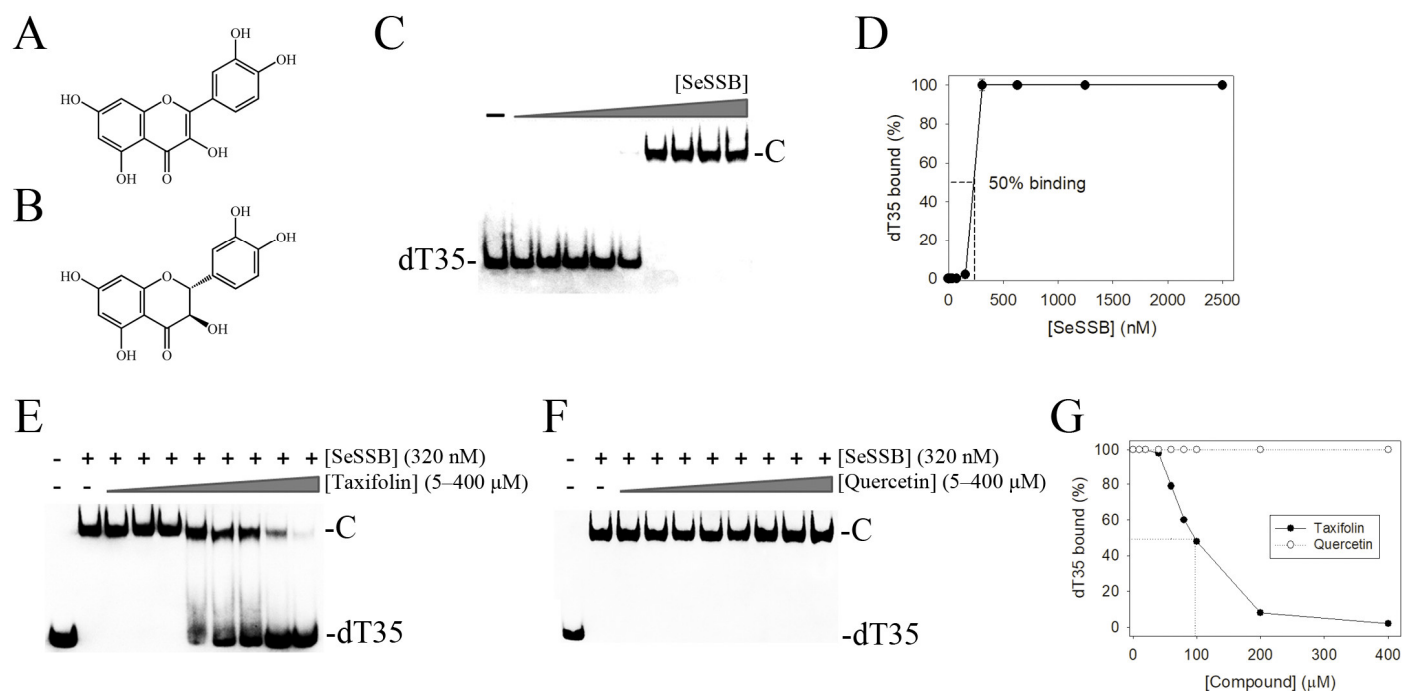 A
OH
OH
HO
O
OH
OH
O
B
OH
OH
HO
O
OH
OH
O
C
[SeSSB]
–
-C
dT35-
D
dT35 bound (%)
100
80
60
40
20
0
50% binding
0 500 1000 1500 2000 2500
[SeSSB] (nM)
E
- + + + + + + + + + [SeSSB] (320 nM)
- - [Taxifolin] (5–400 μM)
-C
-dT35
F
- + + + + + + + + + [SeSSB] (320 nM)
- - [Quercetin] (5–400 μM)
-C
-dT35
G
dT35 bound (%)
100
80
60
40
20
0
Taxifolin
Quercetin
0 100 200 300 400
[Compound] (μM)